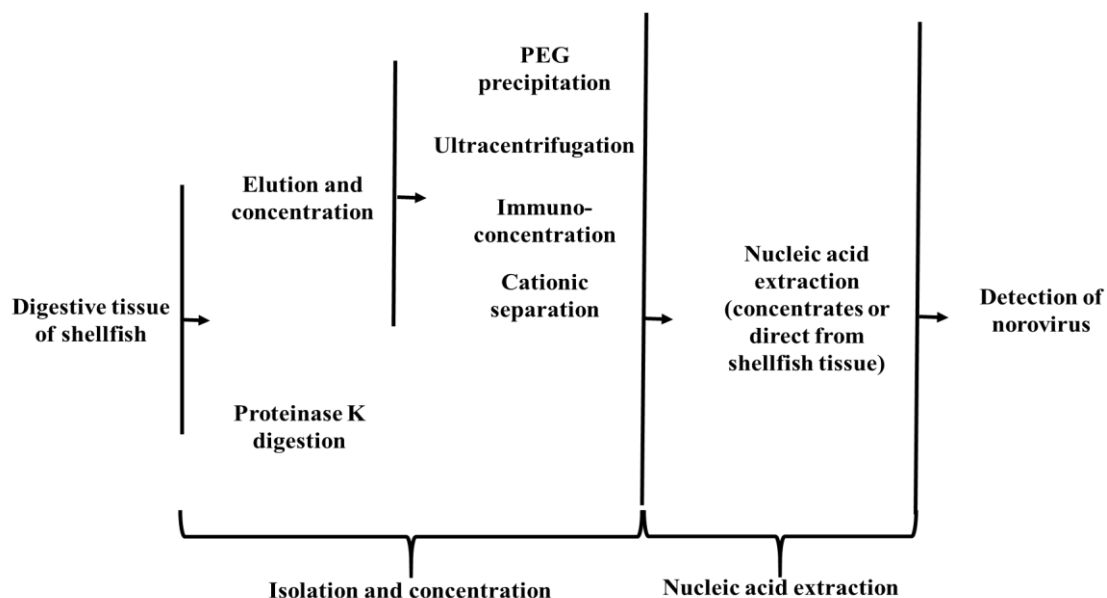 Digestive tissue
of shellfish
Elution and
concentration
Proteinase K
digestion
PEG
precipitation
Ultracentrifugation
Immuno-
concentration
Cationic
separation
Nucleic acid
extraction
(concentrates or
direct from
shellfish tissue)
Detection of
norovirus
Isolation and concentration
Nucleic acid extraction